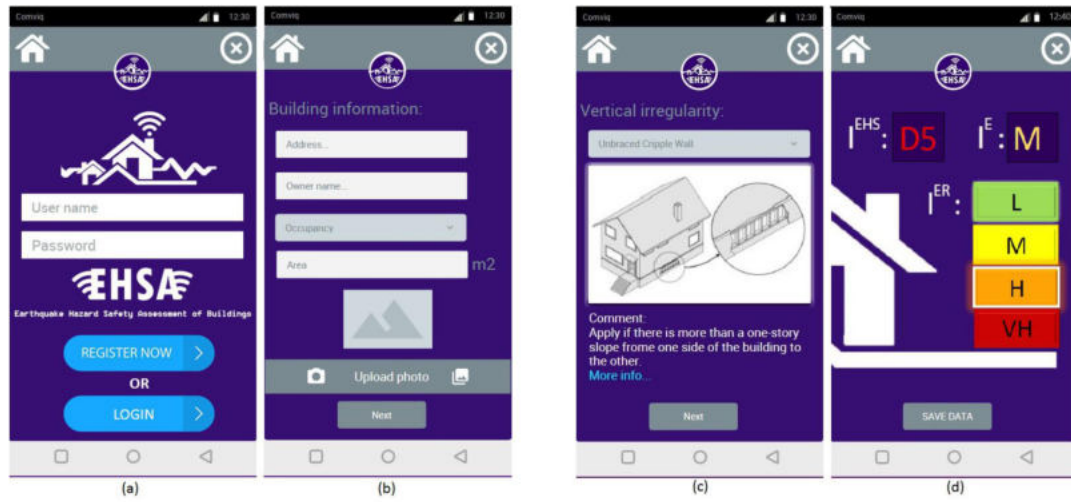 Comviq 12:30
EHSA
User name
Password
EHSA
Earthquake Hazard Safety Assessment of Buildings
REGISTER NOW
OR
LOGIN
(a)
Comviq 12:30
EHSA
Building information:
Address...
Owner name...
Occupancy
Area m2
Upload photo
Next
(b)
Comviq 12:30
EHSA
Vertical irregularity:
Unbraced Cripple Wall
Comment:
Apply if there is more than a one-story
slope frome one side of the building to
the other.
More info...
Next
(c)
Comviq 12:40
EHSA
I^EHS: D5 I^E: M
I^ER: L
M
H
VH
SAVE DATA
(d)